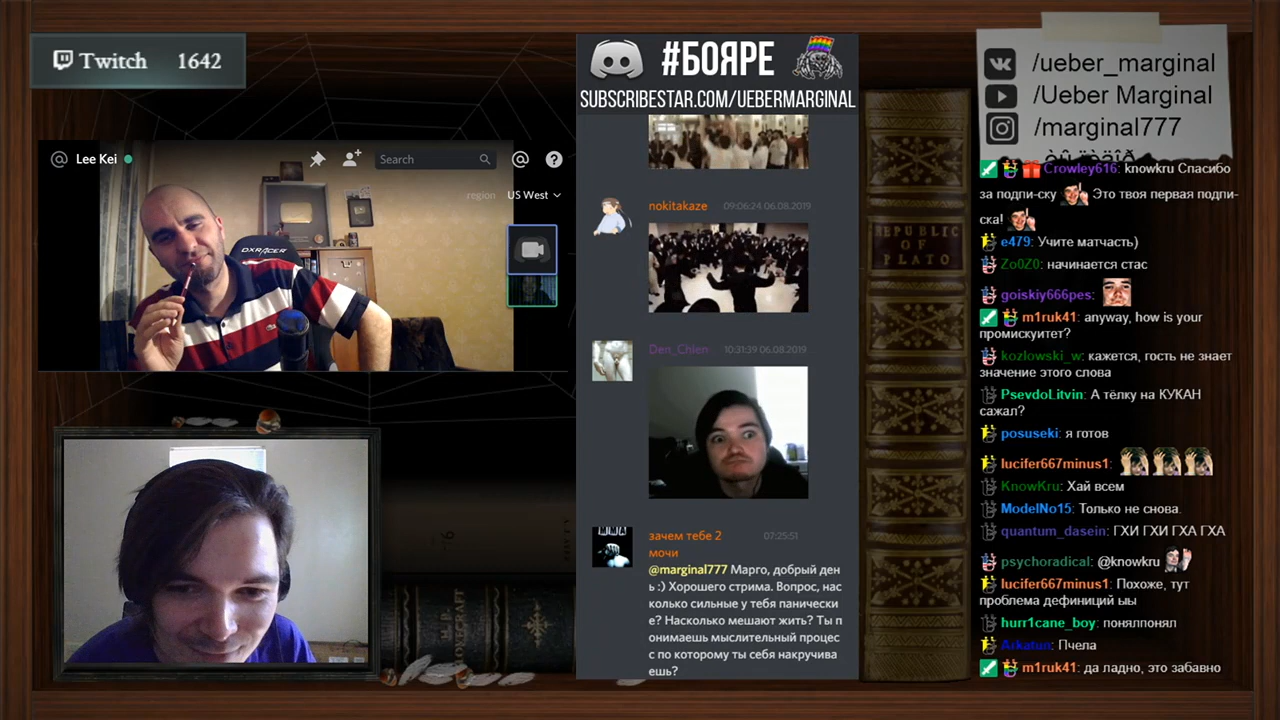 Twitch 1642
@ Lee Kei
Search
@ ?
region US West
DXRACER
#БОЯРЕ
SUBSCRIBESTAR.COM/UEBERMARGINAL
nokitakaze 09:06:24 06.08.2019
Den_Chien 10:31:39 06.08.2019
MMA
зачем тебе 2 07:25:51
мочи
@marginal777 Марго, добрый ден
ь :) Хорошего стрима. Вопрос, нас
колько сильные у тебя панически
е? Насколько мешают жить? Ты п
онимаешь мыслительный процес
с по которому ты себя накручива
ешь?
REPUBLIC
OF
PLATO
H. P.
LOVECRAFT
/ueber_marginal
/Ueber Marginal
/marginal777
Crowley616: knowkru Спасибо
за подпи-ску Это твоя первая подпи-
ска!
e479: Учите матчасть)
Zo0Z0: начинается стас
goiskiy666pes:
m1ruk41: anyway, how is your
промискуитет?
kozlowski_w: кажется, гость не знает
значение этого слова
PsevdoLitvin: А тёлку на КУКАН
сажал?
posuseki: я готов
lucifer667minus1:
KnowKru: Хай всем
ModelNo15: Только не снова.
quantum_dasein: ГХИ ГХИ ГХА ГХА
psychoradical: @knowkru
lucifer667minus1: Похоже, тут
проблема дефиниций ыы
hurr1cane_boy: понялпонял
Arkatun: Пчела
m1ruk41: да ладно, это забавно